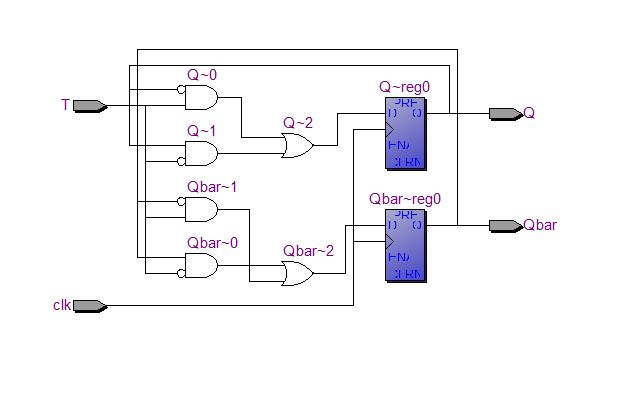 Q~0
Q~reg0
PRE
T
D Q
Q
Q~2
Q~1
ENA
CLRN
Qbar~1
Qbar~reg0
PRE
D Q
Qbar
Qbar~0
Qbar~2
ENA
CLRN
clk